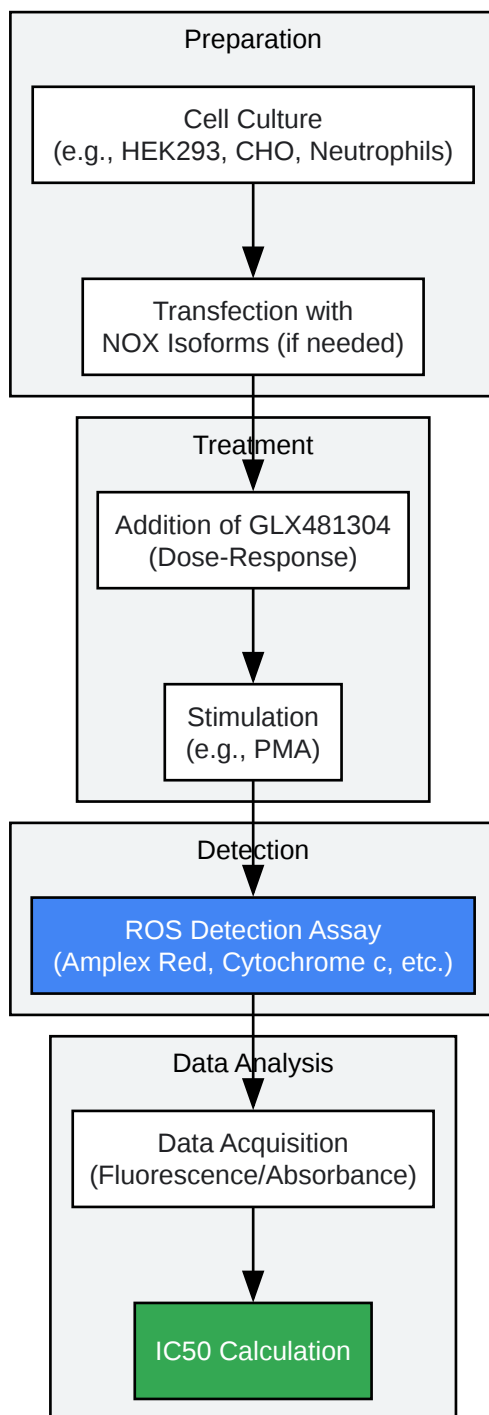 Preparation
Cell Culture
(e.g., HEK293, CHO, Neutrophils)
Transfection with
NOX Isoforms (if needed)
Treatment
Addition of GLX481304
(Dose-Response)
Stimulation
(e.g., PMA)
Detection
ROS Detection Assay
(Amplex Red, Cytochrome c, etc.)
Data Analysis
Data Acquisition
(Fluorescence/Absorbance)
IC50 Calculation